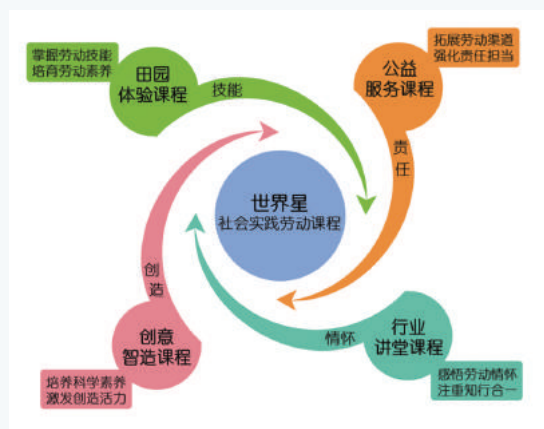 掌握劳动技能
培育劳动素养
田园
体验课程
技能
拓展劳动渠道
强化责任担当
公益
服务课程
责任
世界星
社会实践劳动课程
创造
创意
智造课程
培养科学素养
激发创造活力
情怀
行业
讲堂课程
感悟劳动情怀
注重知行合一